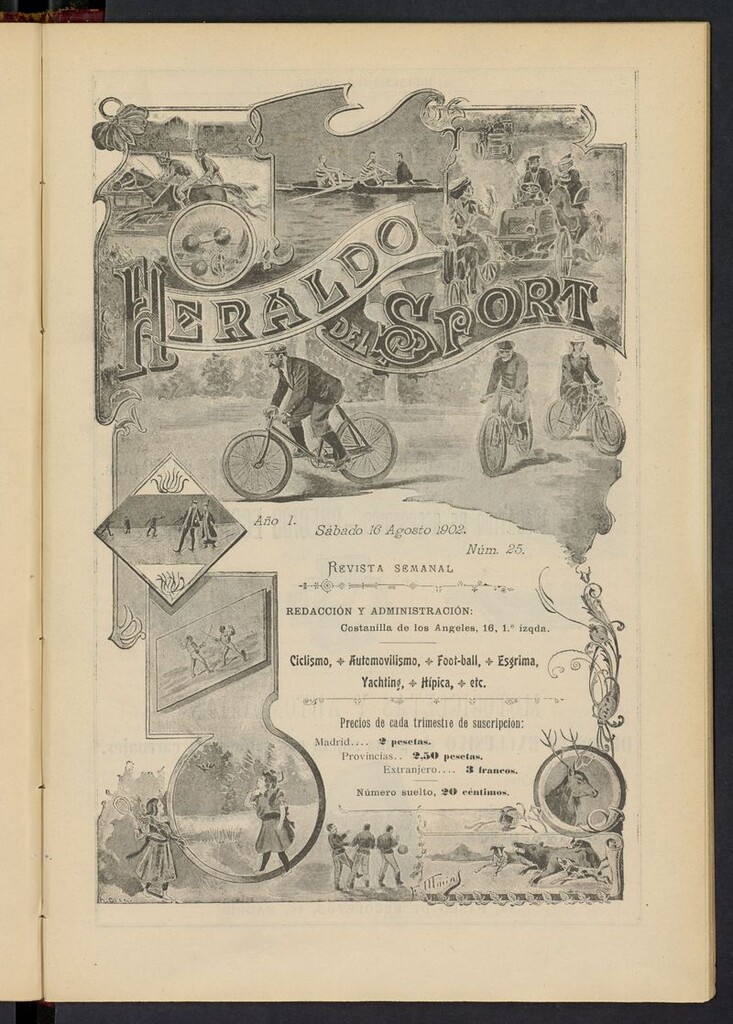 HERALDO
DEL SPORT
Año 1.
Sábado 16 Agosto 1902.
Núm. 25.
REVISTA SEMANAL
REDACCIÓN Y ADMINISTRACIÓN:
Costanilla de los Angeles, 16, 1.º izqda.
Ciclismo, + Automovilismo, + Foot-ball, + Esgrima,
Yachting, + Hípica, + etc.
Precios de cada trimestre de suscripcion:
Madrid.... 2 pesetas.
Provincias.. 2,50 pesetas.
Extranjero.... 3 francos.
Número suelto, 20 céntimos.